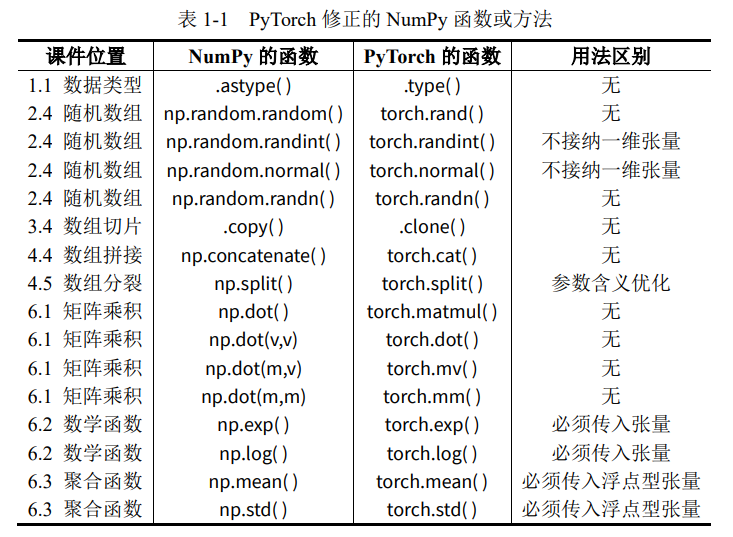 表 1-1 PyTorch 修正的 NumPy 函数或方法
课件位置 NumPy 的函数 PyTorch 的函数 用法区别
1.1 数据类型 .astype( ) .type( ) 无
2.4 随机数组 np.random.random( ) torch.rand( ) 无
2.4 随机数组 np.random.randint( ) torch.randint( ) 不接纳一维张量
2.4 随机数组 np.random.normal( ) torch.normal( ) 不接纳一维张量
2.4 随机数组 np.random.randn( ) torch.randn( ) 无
3.4 数组切片 .copy( ) .clone( ) 无
4.4 数组拼接 np.concatenate( ) torch.cat( ) 无
4.5 数组分裂 np.split( ) torch.split( ) 参数含义优化
6.1 矩阵乘积 np.dot( ) torch.matmul( ) 无
6.1 矩阵乘积 np.dot(v,v) torch.dot( ) 无
6.1 矩阵乘积 np.dot(m,v) torch.mv( ) 无
6.1 矩阵乘积 np.dot(m,m) torch.mm( ) 无
6.2 数学函数 np.exp( ) torch.exp( ) 必须传入张量
6.2 数学函数 np.log( ) torch.log( ) 必须传入张量
6.3 聚合函数 np.mean( ) torch.mean( ) 必须传入浮点型张量
6.3 聚合函数 np.std( ) torch.std( ) 必须传入浮点型张量